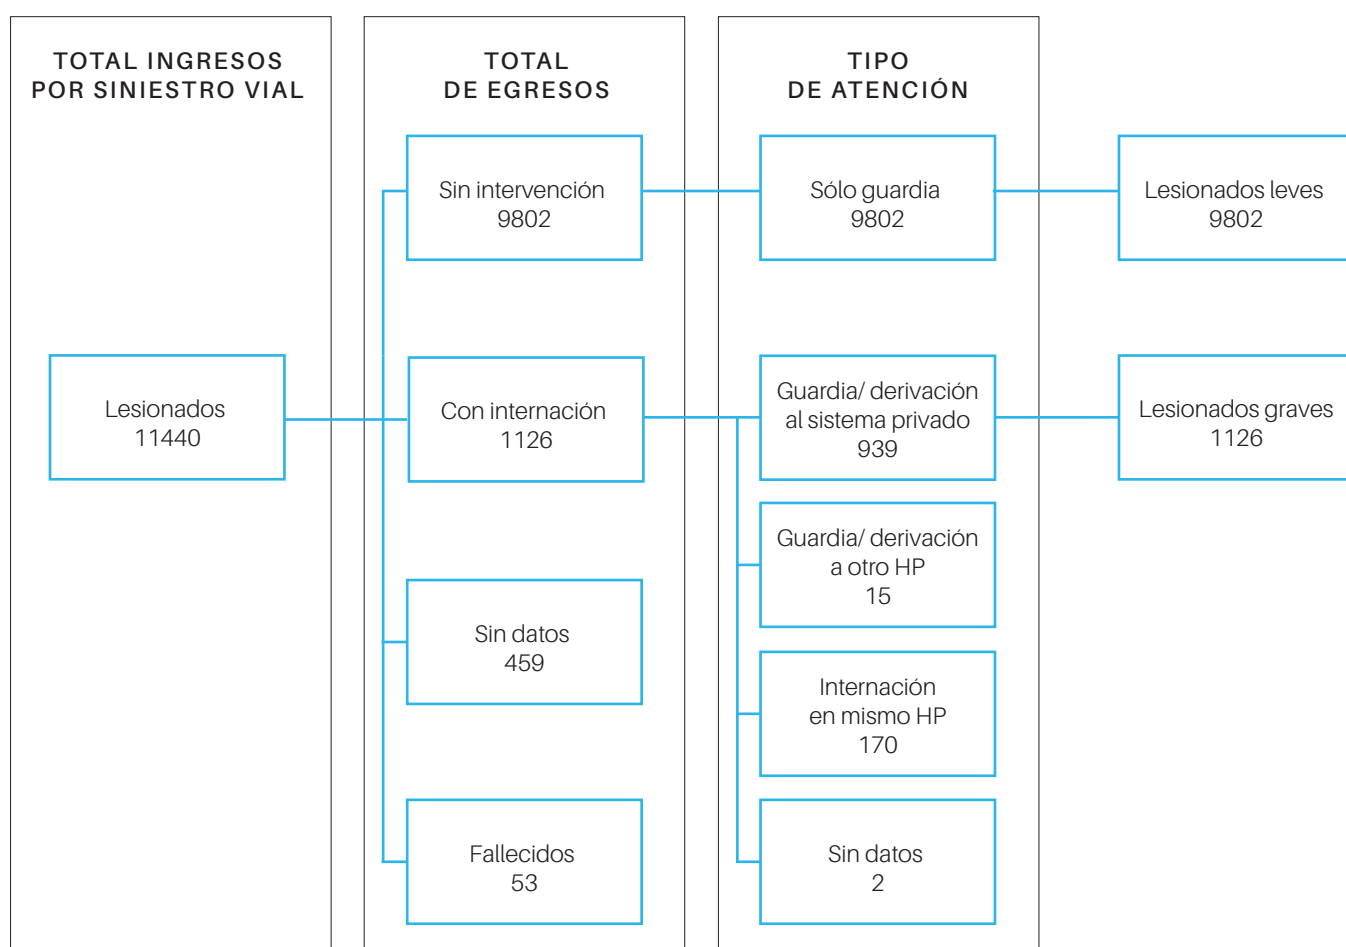 TOTAL INGRESOS
POR SINIESTRO VIAL
Lesionados
11440
TOTAL
DE EGRESOS
Sin intervención
9802
Con internación
1126
Sin datos
459
Fallecidos
53
TIPO
DE ATENCIÓN
Sólo guardia
9802
Guardia/ derivación
al sistema privado
939
Guardia/ derivación
a otro HP
15
Internación
en mismo HP
170
Sin datos
2
Lesionados leves
9802
Lesionados graves
1126